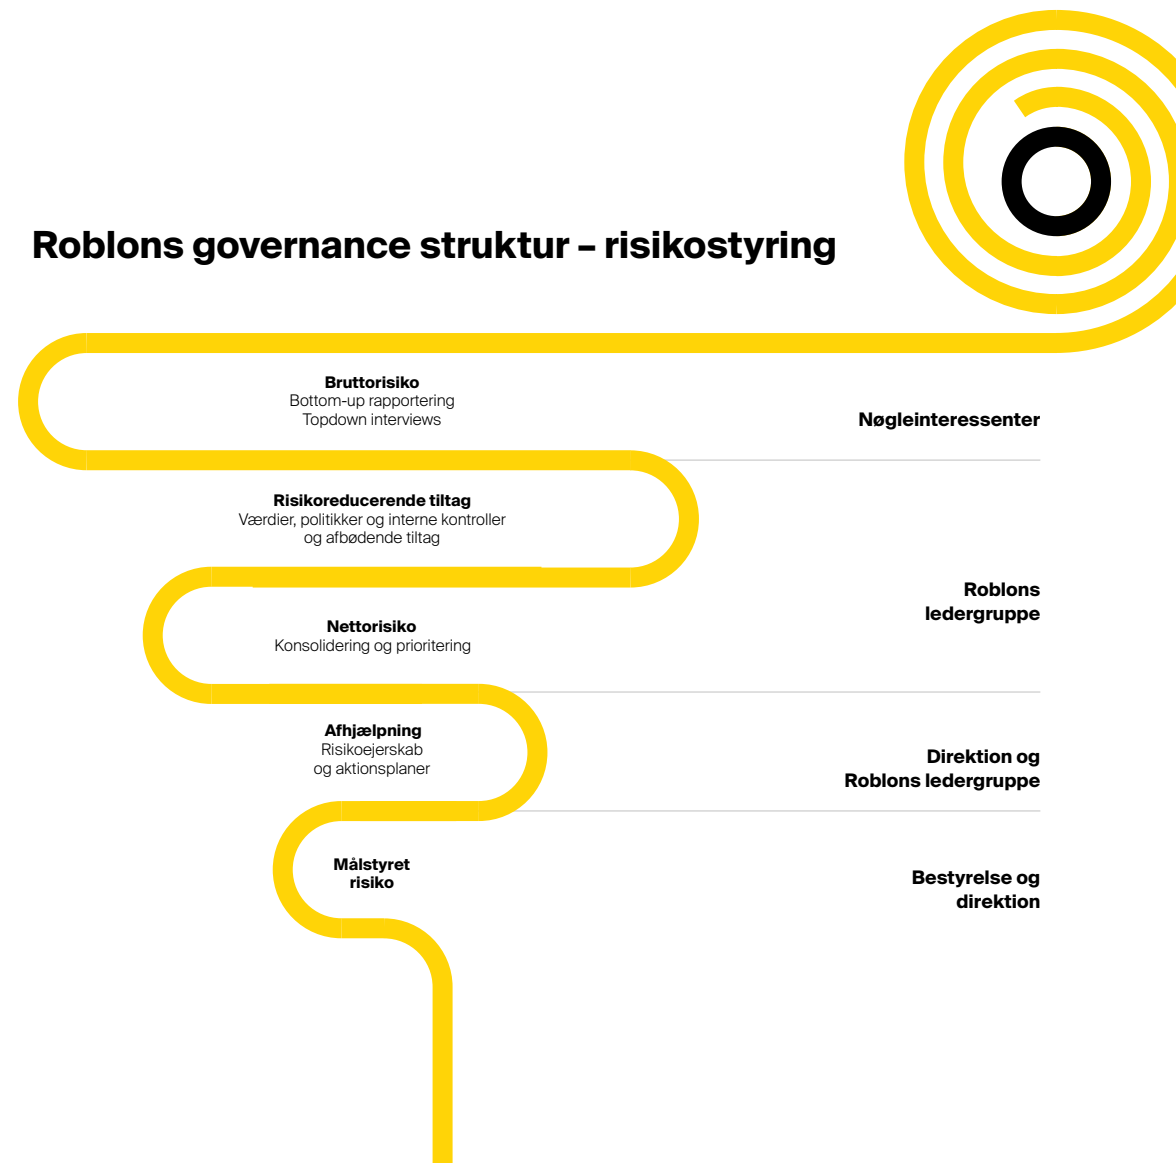 Roblons governance struktur – risikostyring
Bruttorisiko
Bottom-up rapportering
Topdown interviews
Nøgleinteressenter
Risikoreducerende tiltag
Værdier, politikker og interne kontroller
og afbødende tiltag
Roblons
ledergruppe
Nettorisiko
Konsolidering og prioritering
Afhjælpning
Risikoejerskab
og aktionsplaner
Direktion og
Roblons ledergruppe
Målstyret
risiko
Bestyrelse og
direktion